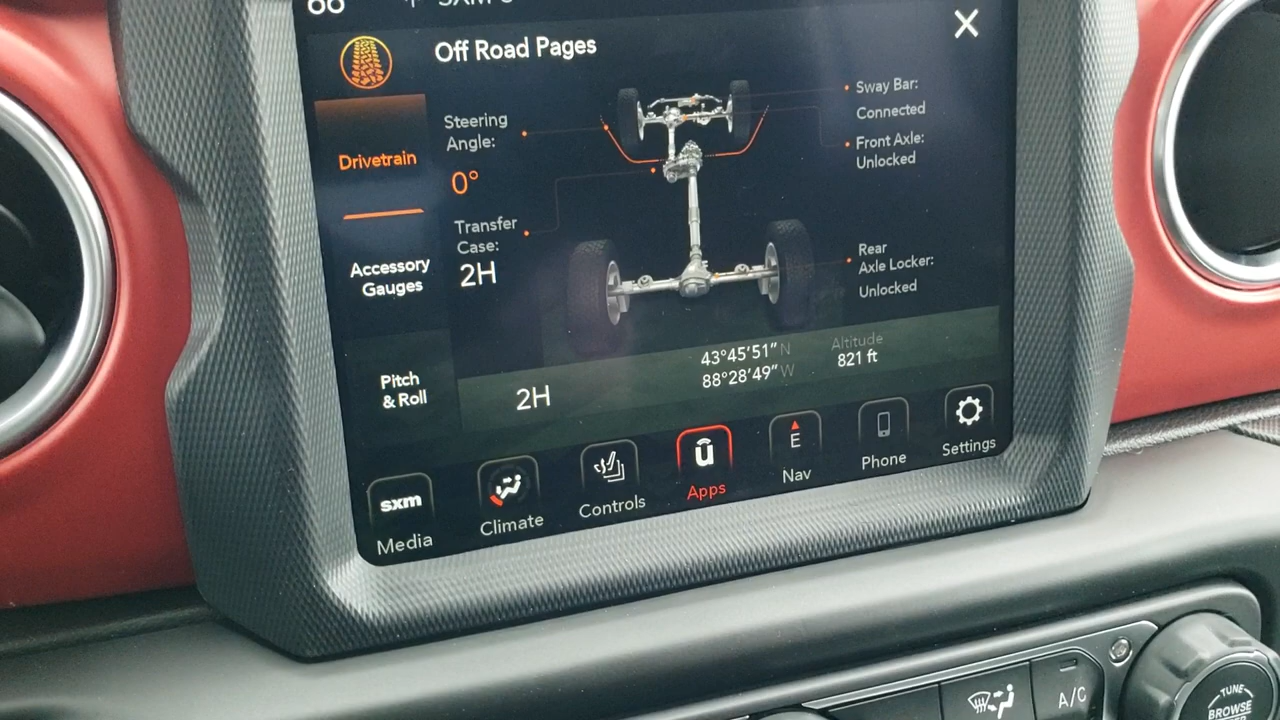 Off Road Pages
Drivetrain
Accessory
Gauges
Pitch
& Roll
Steering
Angle:
0°
Transfer
Case:
2H
Sway Bar:
Connected
Front Axle:
Unlocked
Rear
Axle Locker:
Unlocked
2H
43°45'51" N
88°28'49" W
Altitude
821 ft
sxm
Media
Climate
Controls
Apps
E
Nav
Phone
Settings
A/C
TUNE
BROWSE